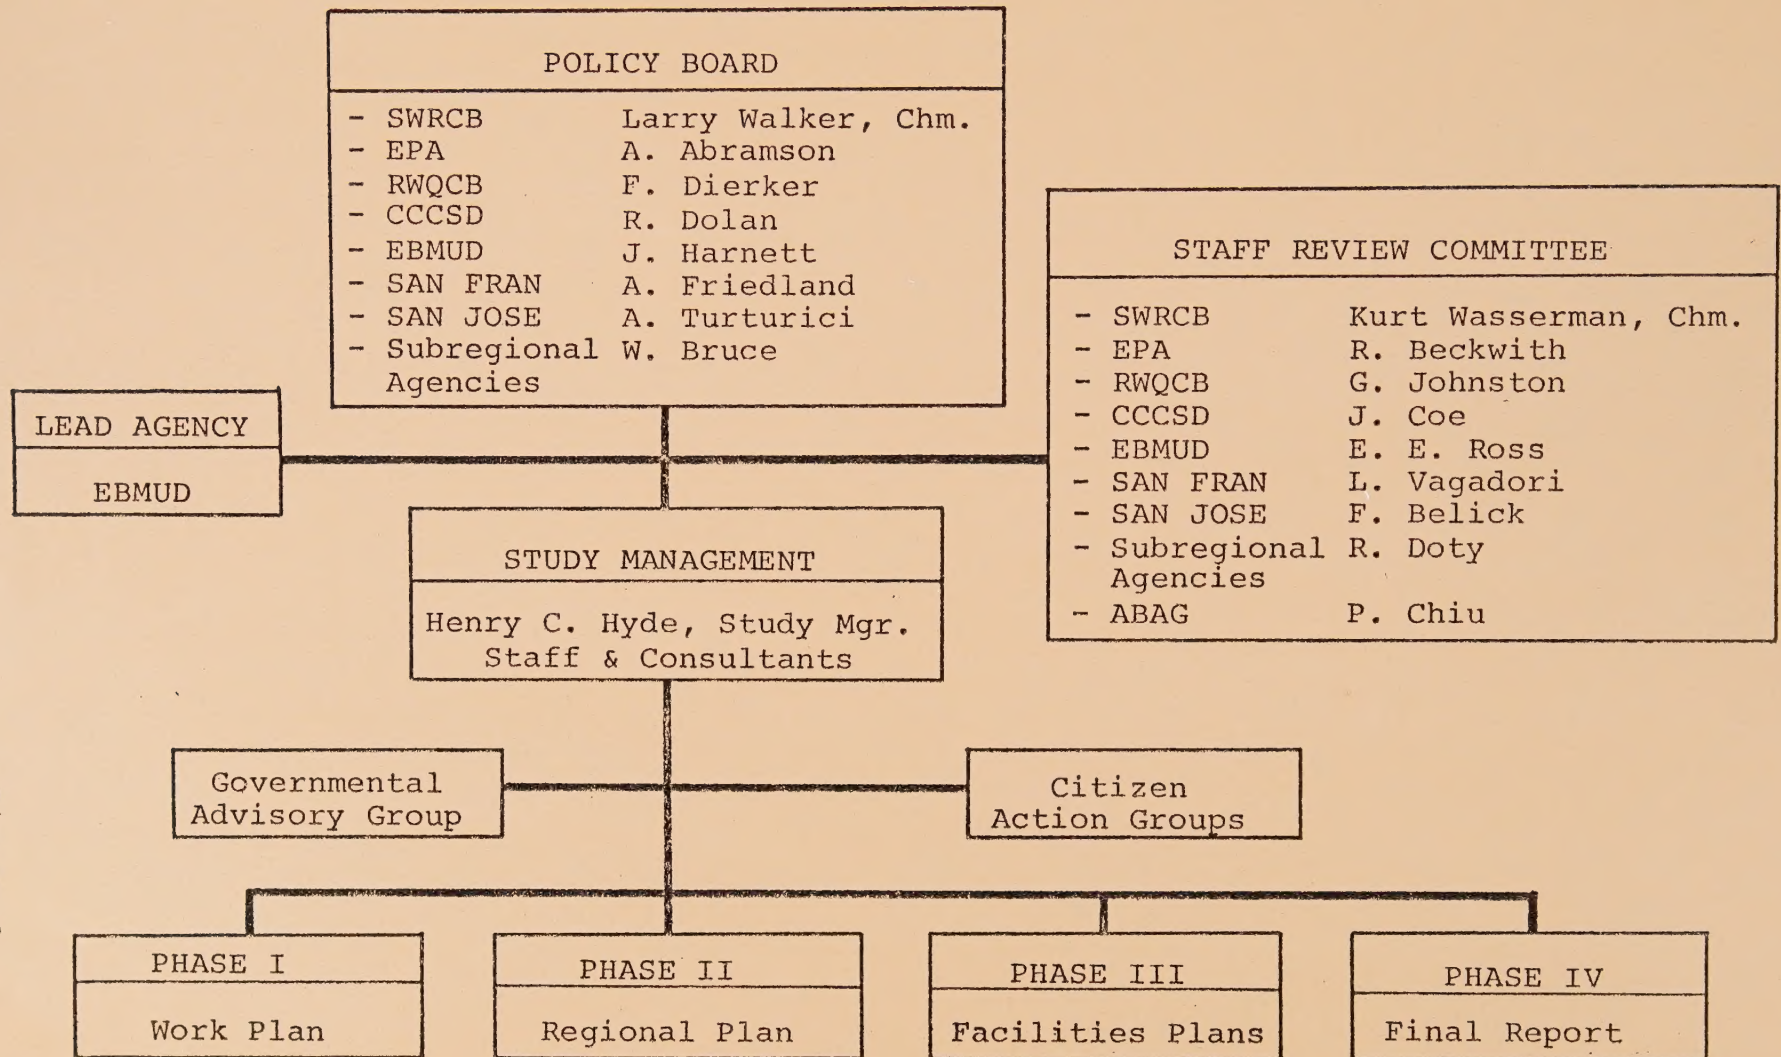 POLICY BOARD
- SWRCB Larry Walker, Chm.
- EPA A. Abramson
- RWQCB F. Dierker
- CCCSD R. Dolan
- EBMUD J. Harnett
- SAN FRAN A. Friedland
- SAN JOSE A. Turturici
- Subregional W. Bruce
Agencies
STAFF REVIEW COMMITTEE
- SWRCB Kurt Wasserman, Chm.
- EPA R. Beckwith
- RWQCB G. Johnston
- CCCSD J. Coe
- EBMUD E. E. Ross
- SAN FRAN L. Vagadori
- SAN JOSE F. Belick
- Subregional R. Doty
Agencies
- ABAG P. Chiu
LEAD AGENCY
EBMUD
STUDY MANAGEMENT
Henry C. Hyde, Study Mgr.
Staff & Consultants
Governmental
Advisory Group
Citizen
Action Groups
PHASE I
Work Plan
PHASE II
Regional Plan
PHASE III
Facilities Plans
PHASE IV
Final Report